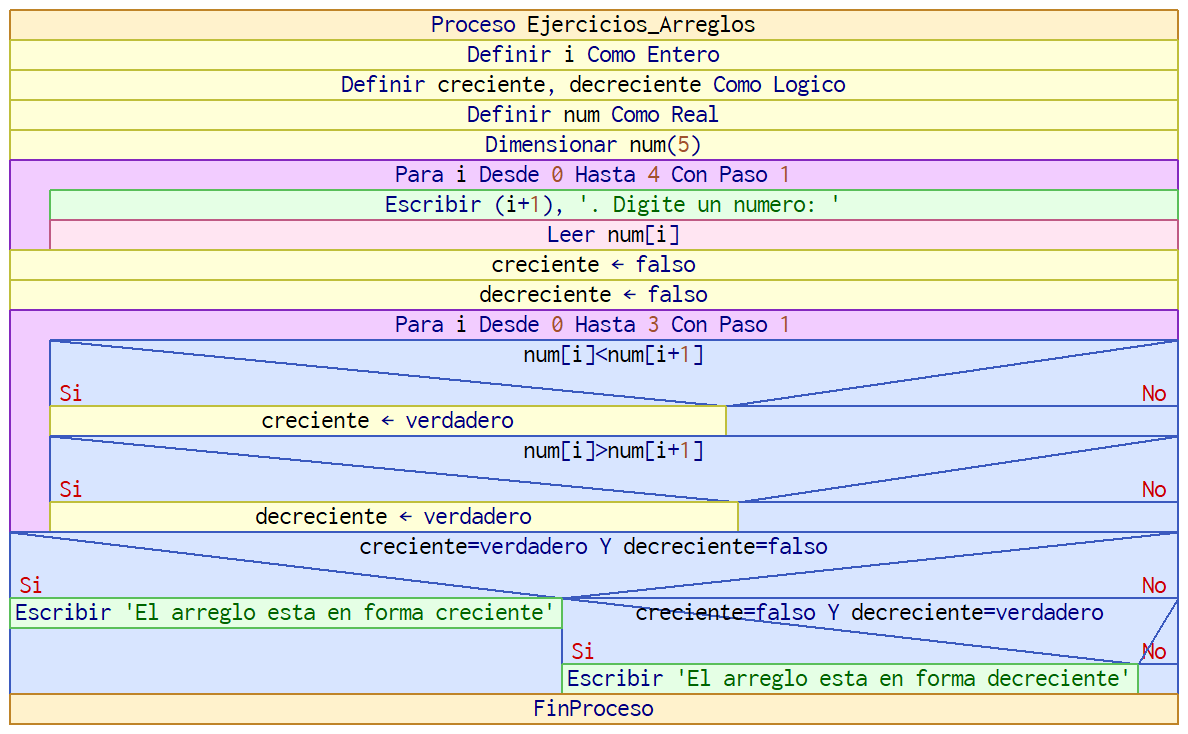 Proceso Ejercicios_Arreglos
Definir i Como Entero
Definir creciente, decreciente Como Logico
Definir num Como Real
Dimensionar num(5)
Para i Desde 0 Hasta 4 Con Paso 1
Escribir (i+1), '. Digite un numero: '
Leer num[i]
creciente ← falso
decreciente ← falso
Para i Desde 0 Hasta 3 Con Paso 1
num[i]<num[i+1]
Si No
creciente ← verdadero
num[i]>num[i+1]
Si No
decreciente ← verdadero
creciente=verdadero Y decreciente=falso
Si No
Escribir 'El arreglo esta en forma creciente'
creciente=falso Y decreciente=verdadero
Si No
Escribir 'El arreglo esta en forma decreciente'
FinProceso